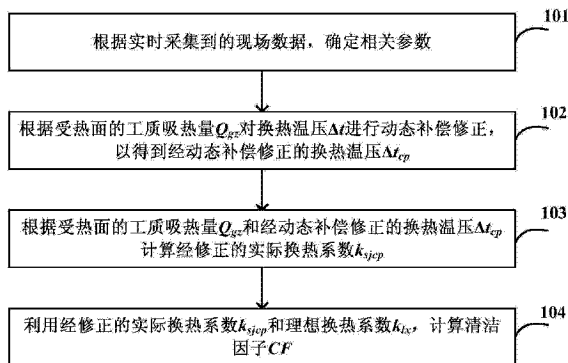 101
根据实时采集到的现场数据，确定相关参数
102
根据受热面的工质吸热量Qgz对换热温压Δt进行动态补偿修正，
以得到经动态补偿修正的换热温压Δtcp
103
根据受热面的工质吸热量Qgz和经动态补偿修正的换热温压Δtcp
计算经修正的实际换热系数ksjcp
104
利用经修正的实际换热系数ksjcp和理想换热系数klx，计算清洁
因子CF